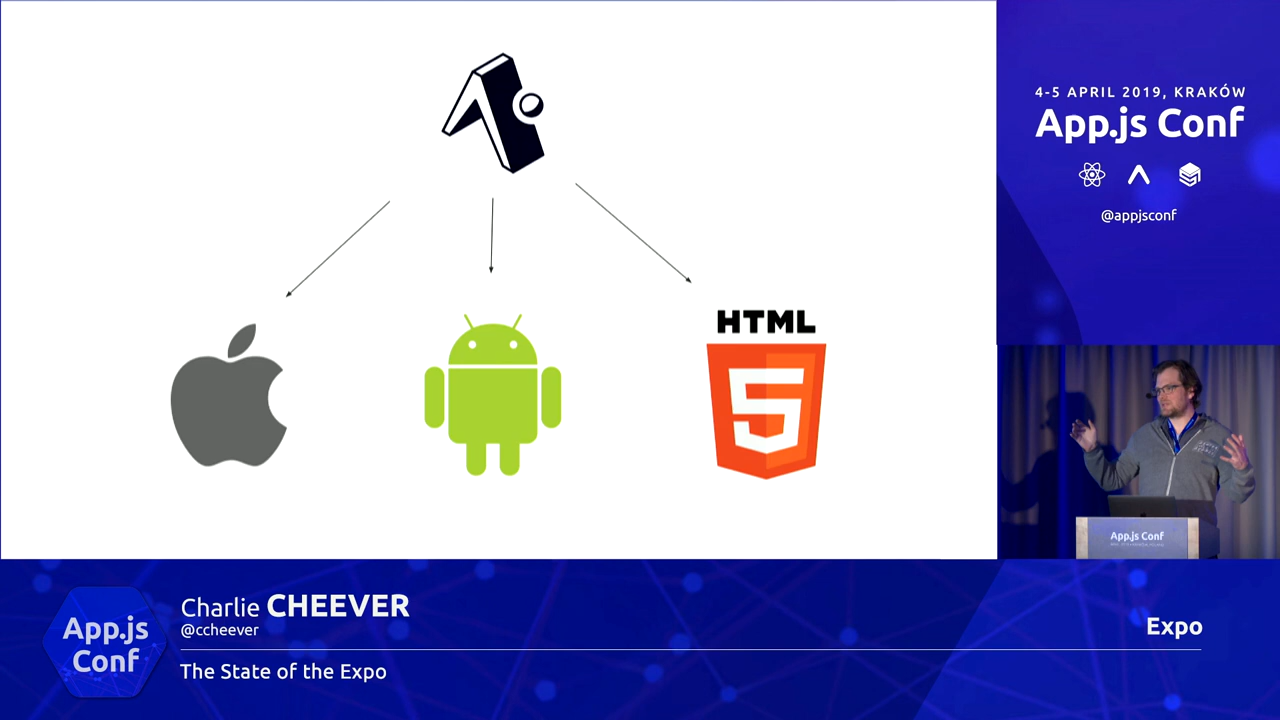 HTML
5
4-5 APRIL 2019, KRAKÓW
App.js Conf
@appjsconf
App.js Conf
App.js
Conf
Charlie CHEEVER
@ccheever
The State of the Expo
Expo